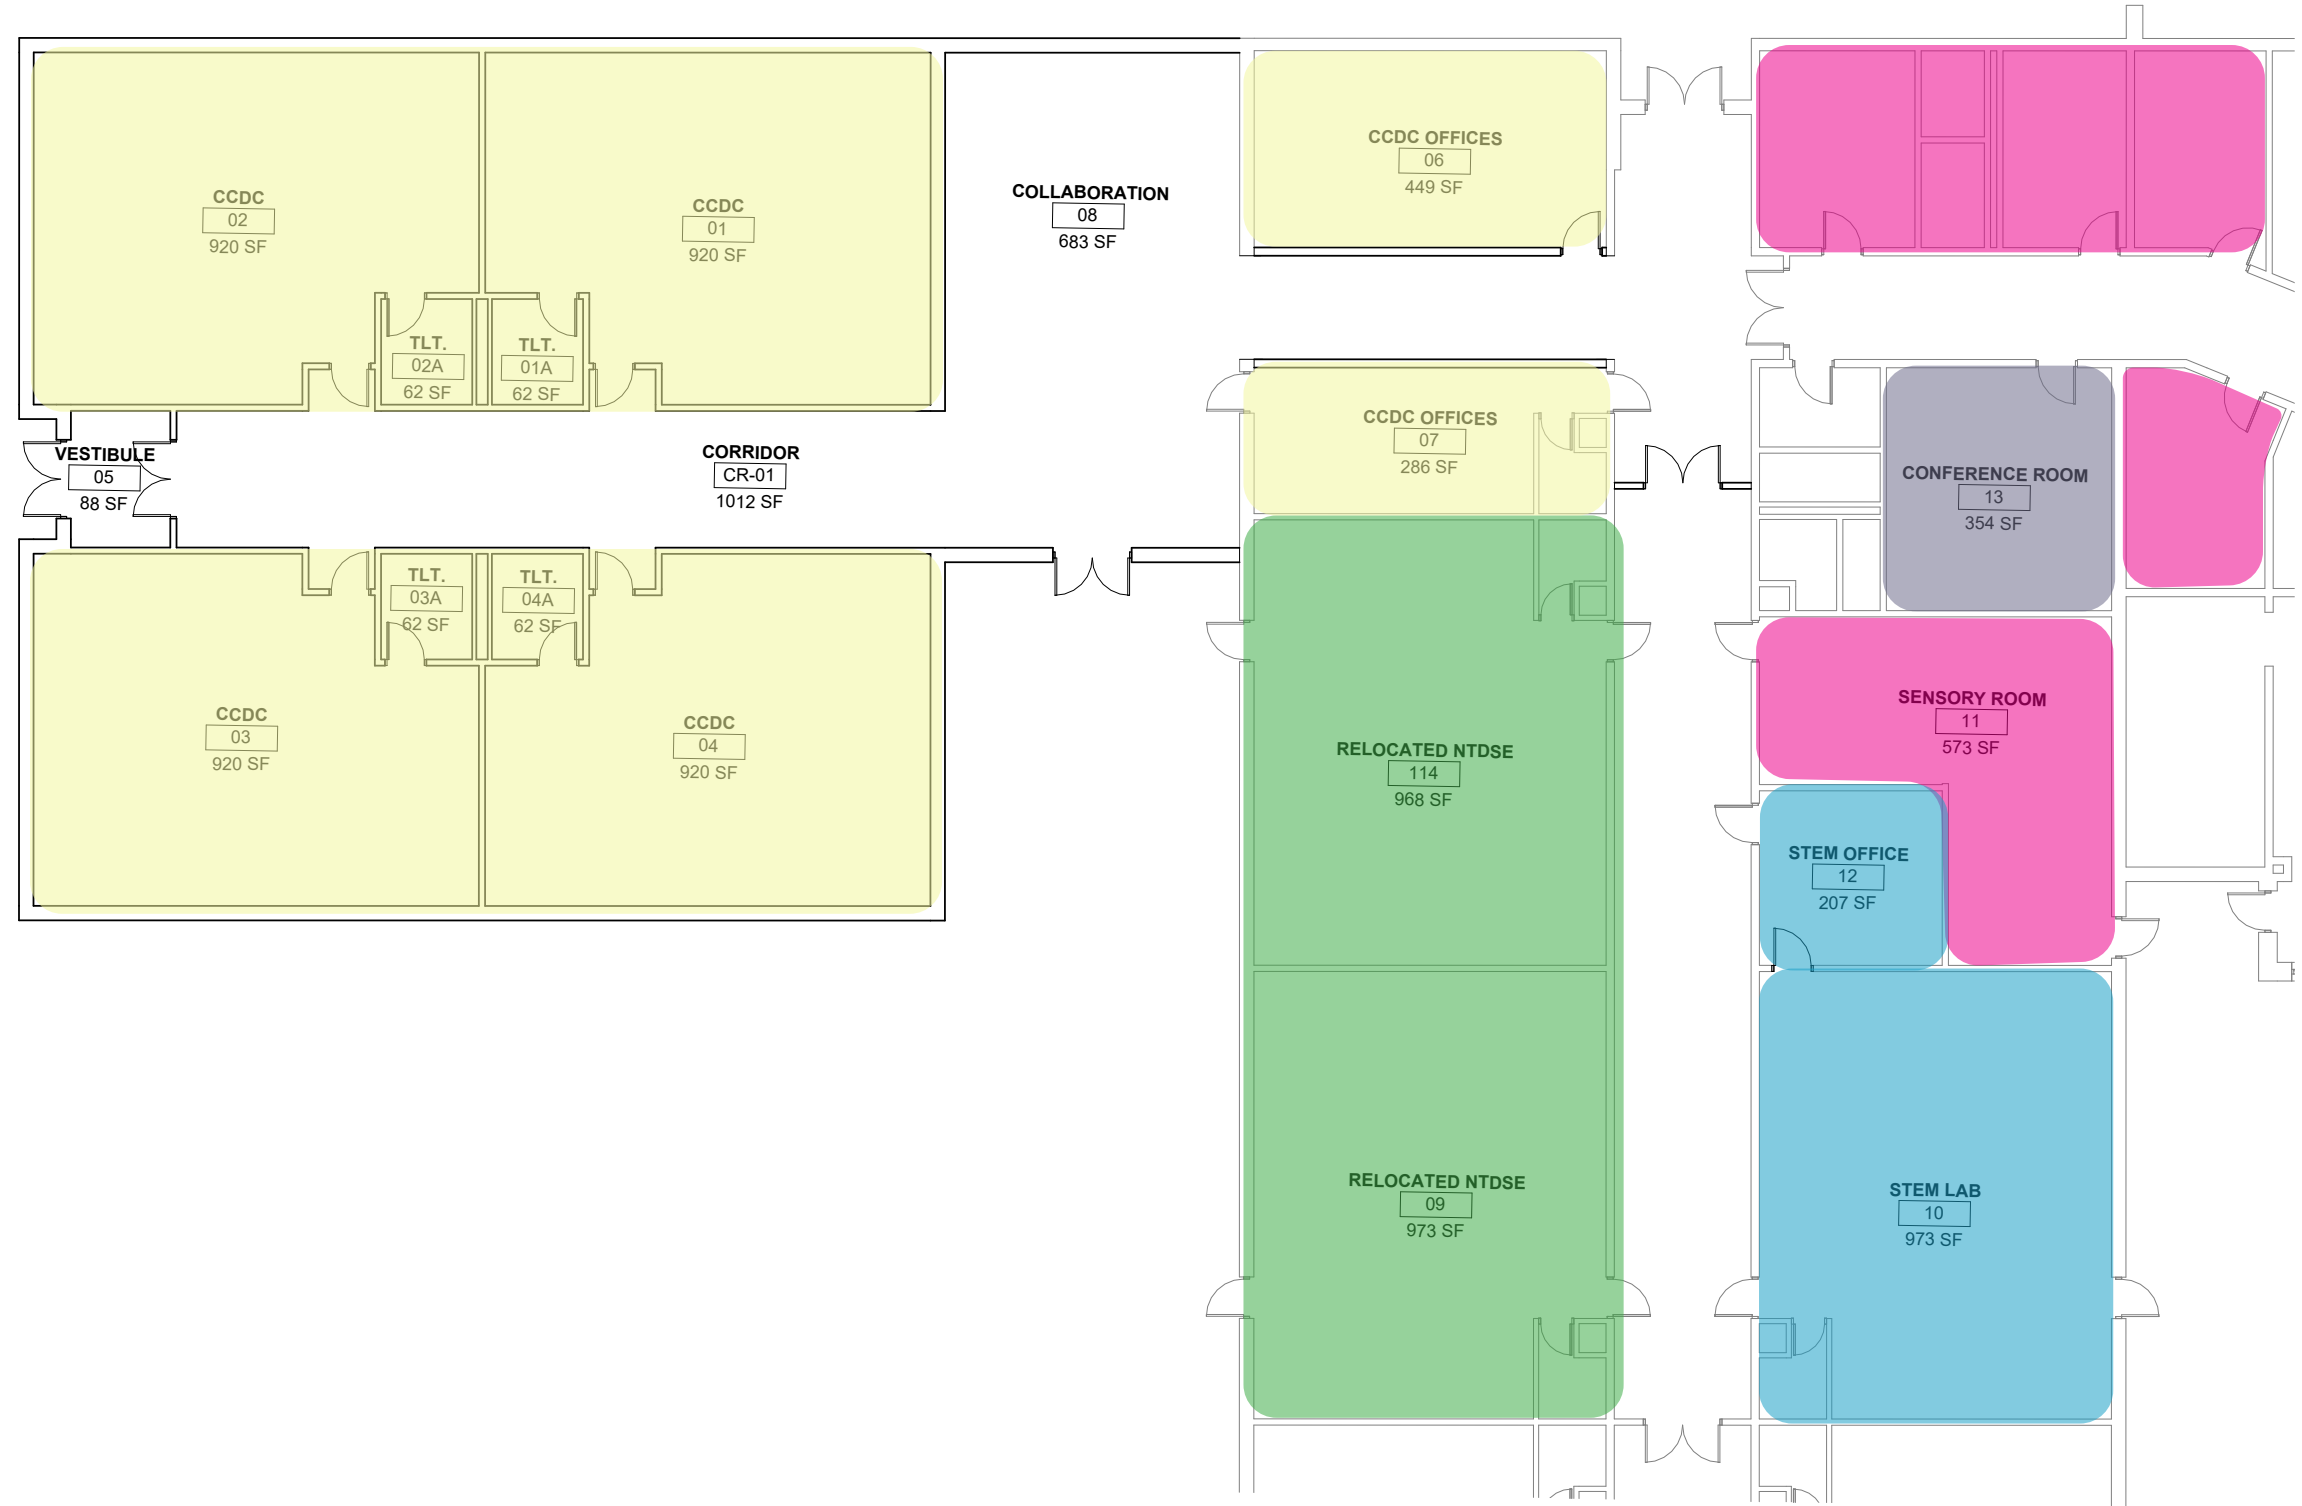 CCDC
02
920 SF
CCDC
01
920 SF
COLLABORATION
08
683 SF
CCDC OFFICES
06
449 SF
TLT.
02A
62 SF
TLT.
01A
62 SF
VESTIBULE
05
88 SF
CORRIDOR
CR-01
1012 SF
CCDC OFFICES
07
286 SF
CONFERENCE ROOM
13
354 SF
TLT.
03A
62 SF
TLT.
04A
62 SF
CCDC
03
920 SF
CCDC
04
920 SF
RELOCATED NTDSE
114
968 SF
SENSORY ROOM
11
573 SF
STEM OFFICE
12
207 SF
RELOCATED NTDSE
09
973 SF
STEM LAB
10
973 SF